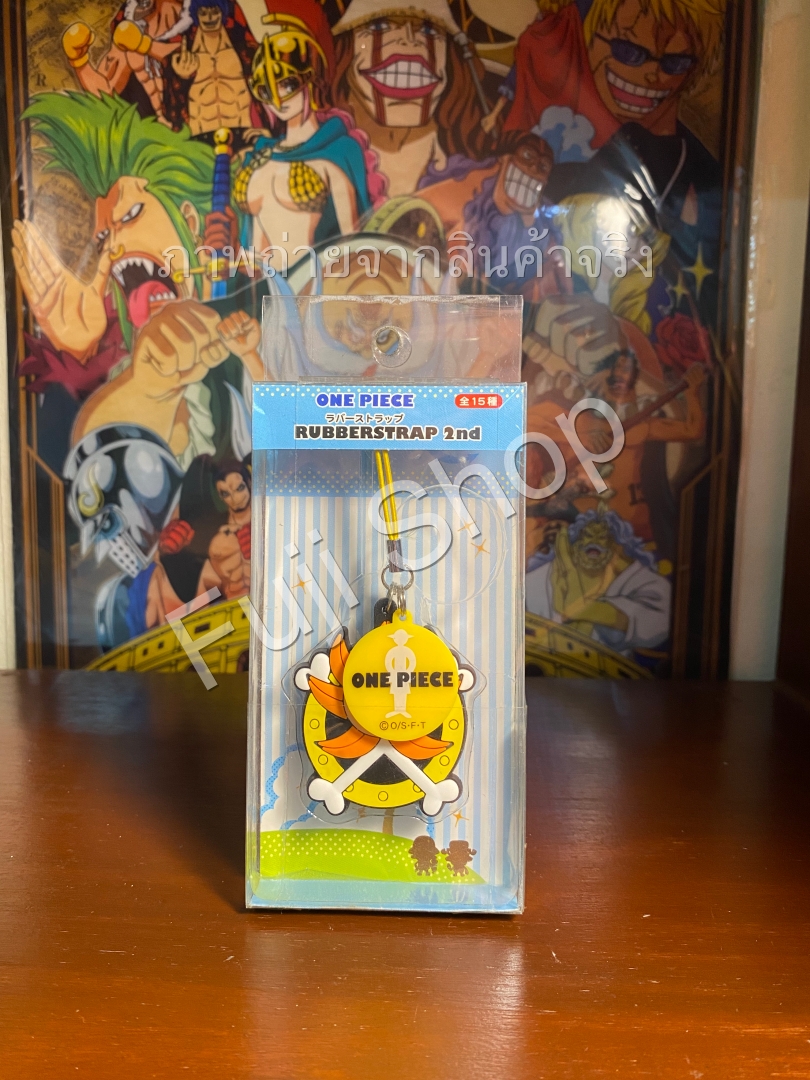 ภาพถ่ายจากสินค้าจริง
ONE PIECE
全15種
ラバーストラップ
RUBBERSTRAP 2nd
Fuji Shop
ONE PIECE
©O/S・F・T